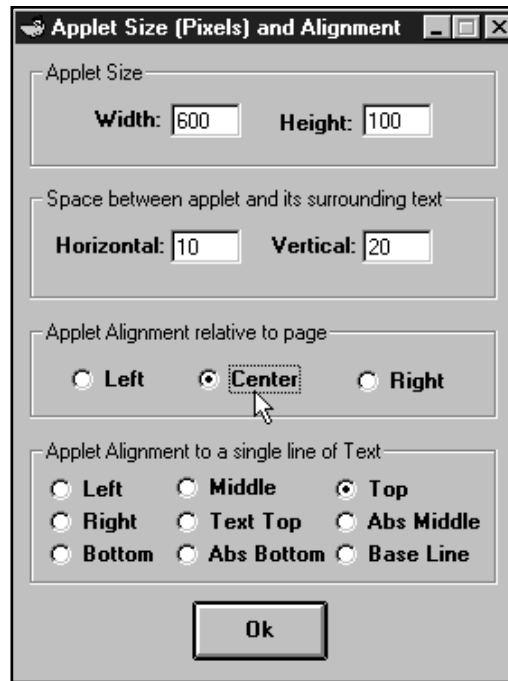 Applet Size (Pixels) and Alignment
Applet Size
Width: 600 Height: 100
Space between applet and its surrounding text
Horizontal: 10 Vertical: 20
Applet Alignment relative to page
Left Center Right
Applet Alignment to a single line of Text
Left Middle Top
Right Text Top Abs Middle
Bottom Abs Bottom Base Line
Ok